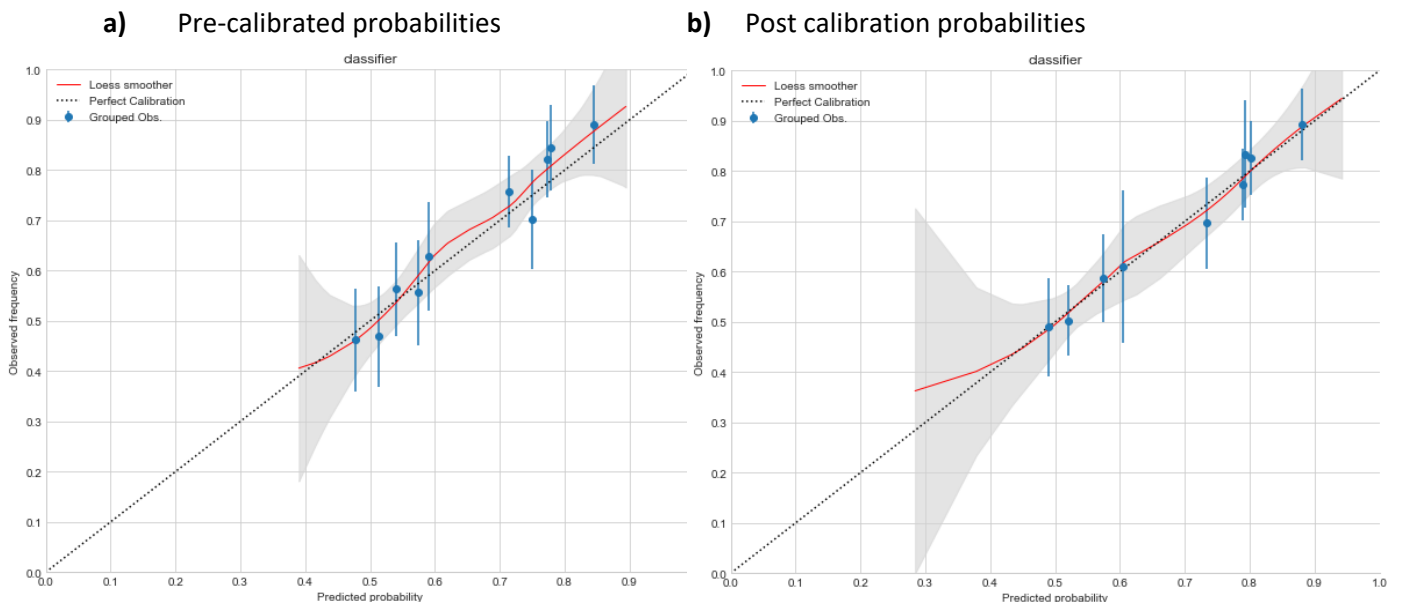 a) Pre-calibrated probabilities
classifier
Loess smoother
Perfect Calibration
Grouped Obs.
1.0
0.9
0.8
0.7
0.6
0.5
0.4
0.3
0.2
0.1
0.0
Observed frequency
0.0 0.1 0.2 0.3 0.4 0.5 0.6 0.7 0.8 0.9
Predicted probability
b) Post calibration probabilities
classifier
Loess smoother
Perfect Calibration
Grouped Obs.
1.0
0.9
0.8
0.7
0.6
0.5
0.4
0.3
0.2
0.1
0.0
Observed frequency
0.0 0.1 0.2 0.3 0.4 0.5 0.6 0.7 0.8 0.9 1.0
Predicted probability